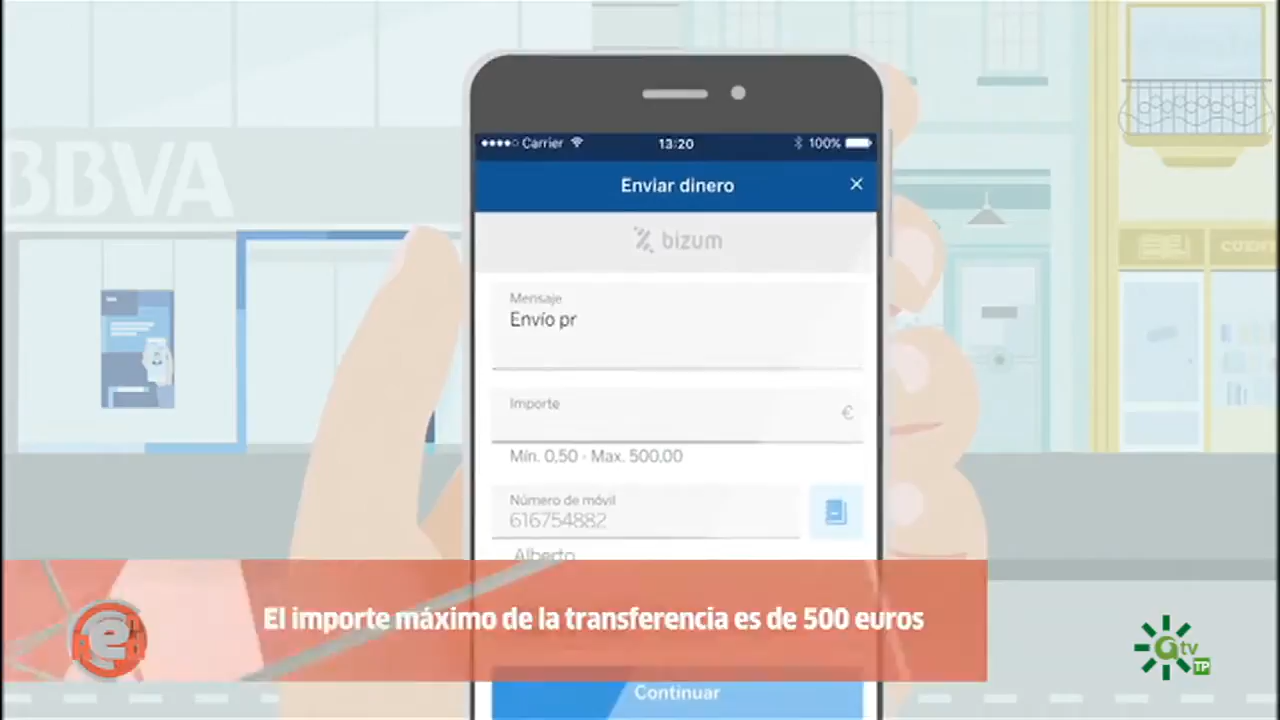 BBVA
Carrier
13:20
100%
Enviar dinero
bizum
Mensaje
Envío pr
Importe
€
Mín. 0,50 - Max. 500,00
Número de móvil
616754882
Alberto
El importe máximo de la transferencia es de 500 euros
e
tv
TP
Continuar